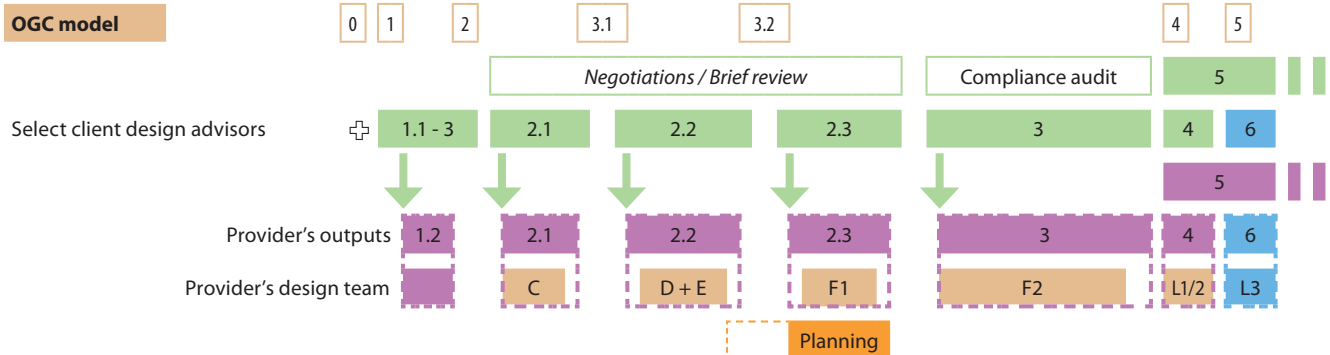 OGC model 0 1 2 3.1 3.2 4 5
Negotiations / Brief review Compliance audit 5
Select client design advisors 1.1 - 3 2.1 2.2 2.3 3 4 6
5
Provider's outputs 1.2 2.1 2.2 2.3 3 4 6
Provider's design team C D + E F1 F2 L1/2 L3
Planning